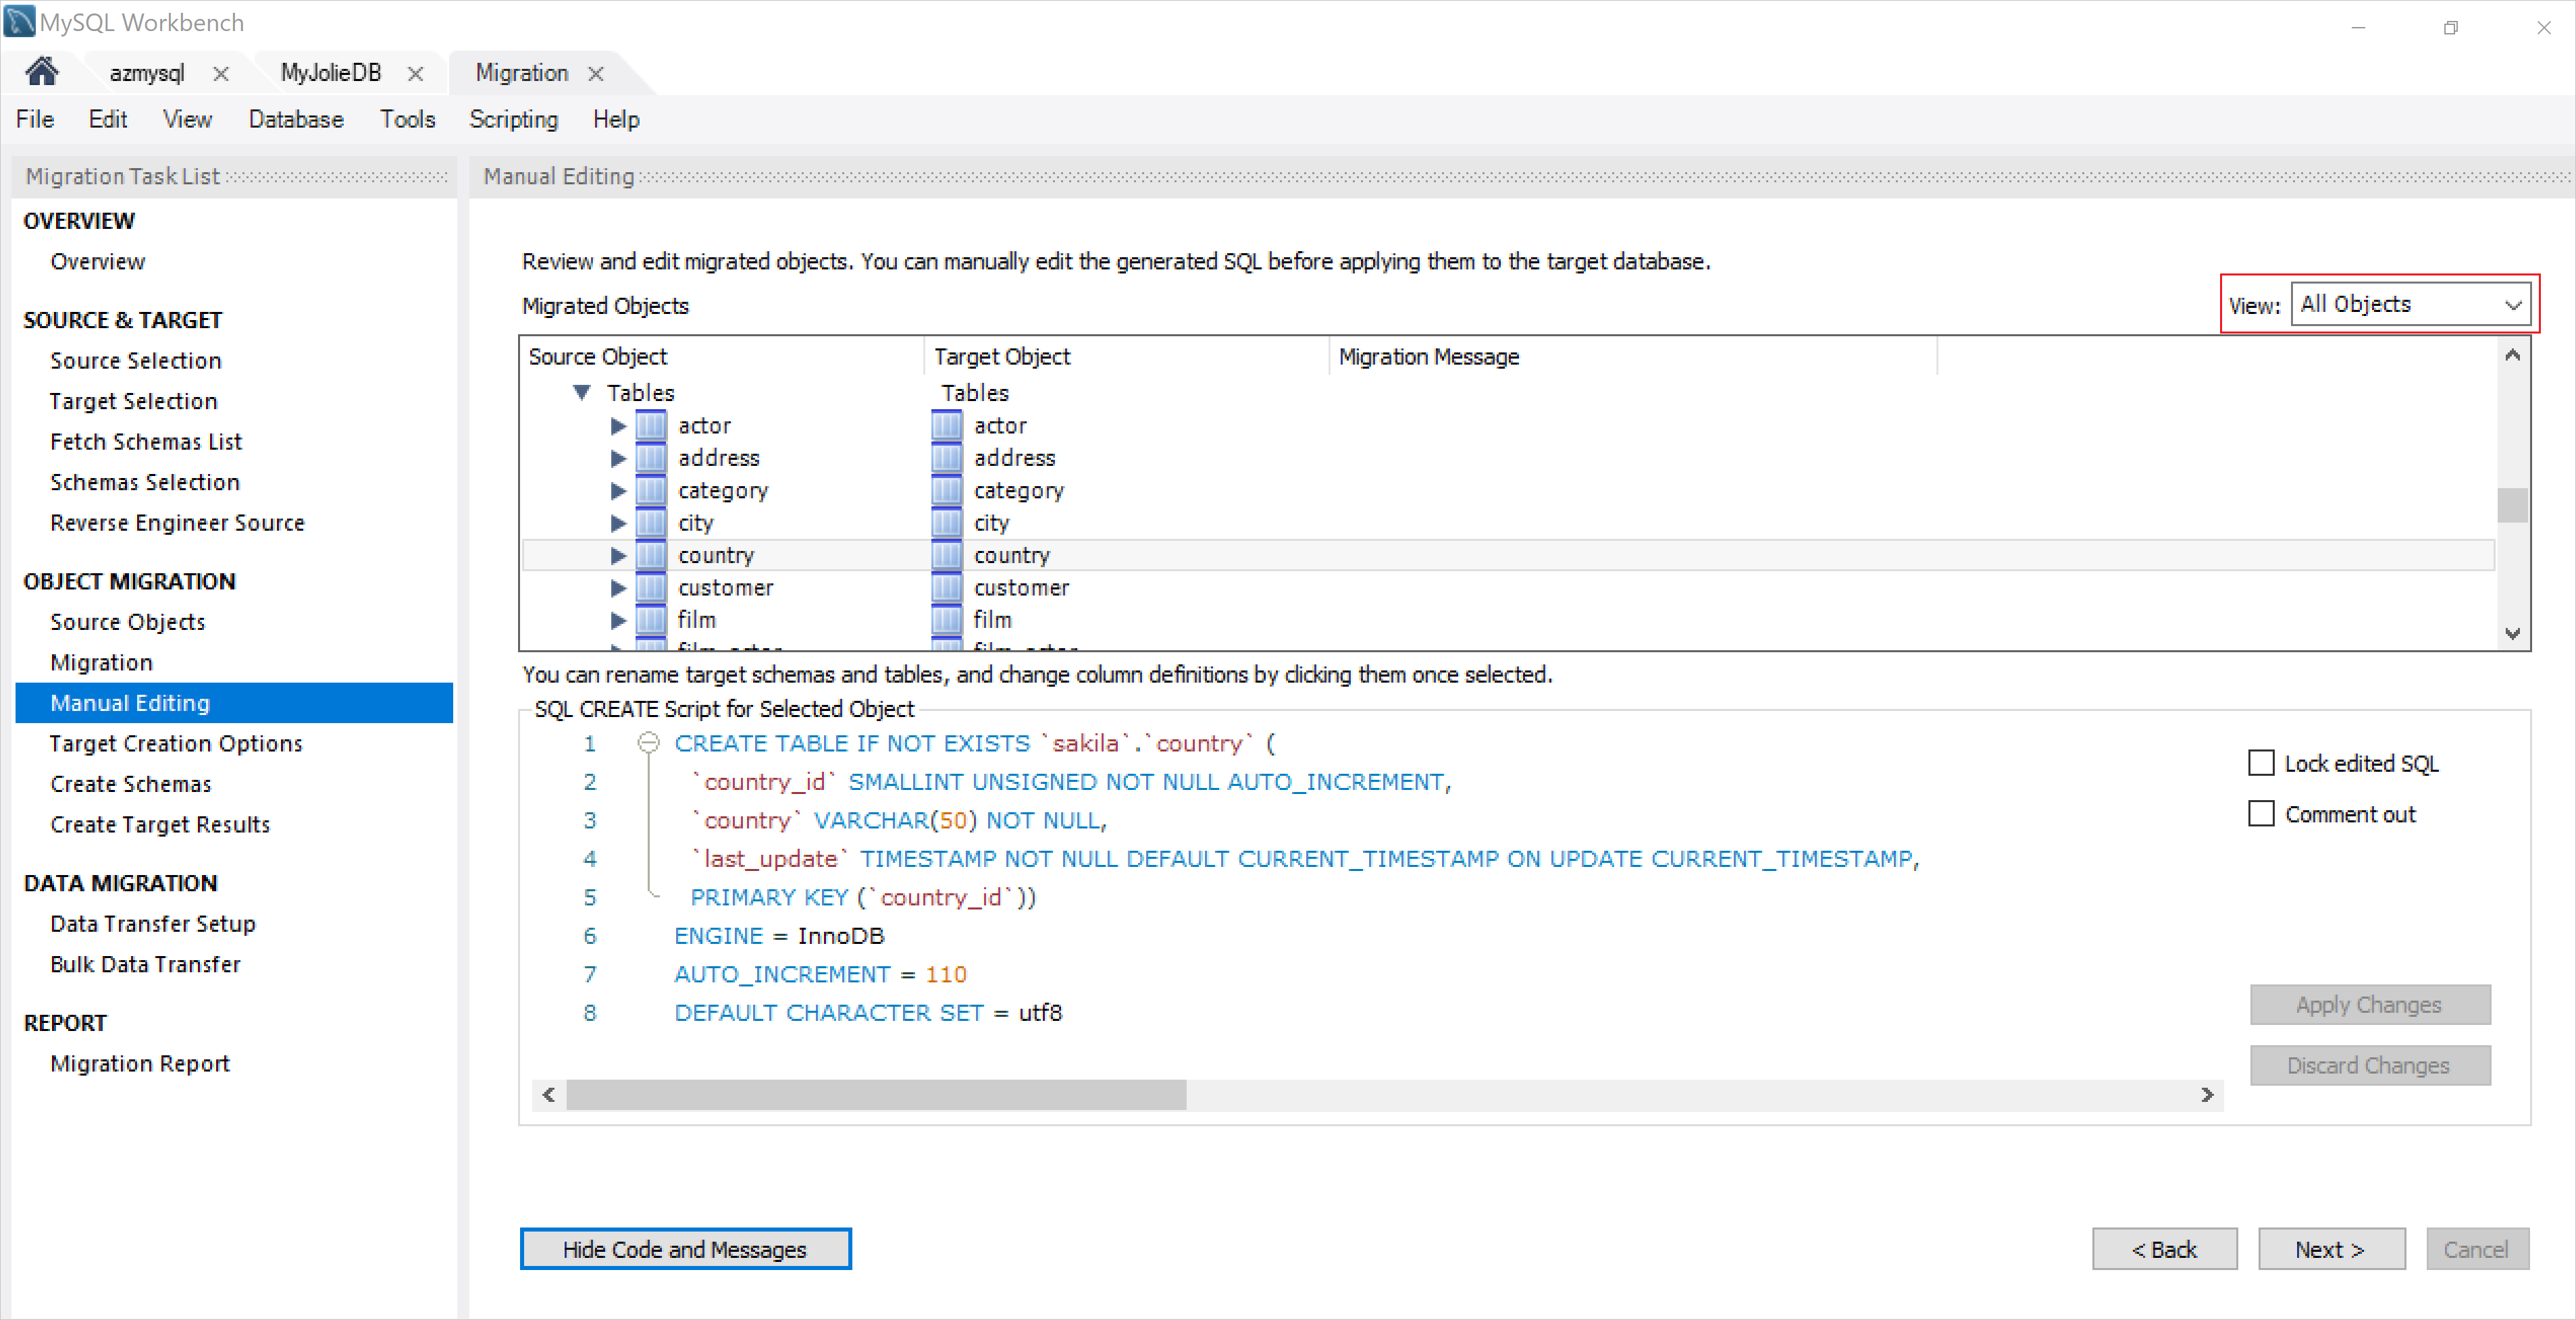 MySQL Workbench
azmysql
MyJolieDB
Migration
File Edit View Database Tools Scripting Help
Migration Task List
OVERVIEW
Overview
SOURCE & TARGET
Source Selection
Target Selection
Fetch Schemas List
Schemas Selection
Reverse Engineer Source
OBJECT MIGRATION
Source Objects
Migration
Manual Editing
Target Creation Options
Create Schemas
Create Target Results
DATA MIGRATION
Data Transfer Setup
Bulk Data Transfer
REPORT
Migration Report
Manual Editing
Review and edit migrated objects. You can manually edit the generated SQL before applying them to the target database.
Migrated Objects
View: All Objects
Source Object Target Object Migration Message
Tables Tables
actor actor
address address
category category
city city
country country
customer customer
film film
film_actor film_actor
You can rename target schemas and tables, and change column definitions by clicking them once selected.
SQL CREATE Script for Selected Object
1 CREATE TABLE IF NOT EXISTS `sakila`.`country` (
2 `country_id` SMALLINT UNSIGNED NOT NULL AUTO_INCREMENT,
3 `country` VARCHAR(50) NOT NULL,
4 `last_update` TIMESTAMP NOT NULL DEFAULT CURRENT_TIMESTAMP ON UPDATE CURRENT_TIMESTAMP,
5 PRIMARY KEY (`country_id`))
6 ENGINE = InnoDB
7 AUTO_INCREMENT = 110
8 DEFAULT CHARACTER SET = utf8
Lock edited SQL
Comment out
Apply Changes
Discard Changes
Hide Code and Messages
< Back
Next >
Cancel